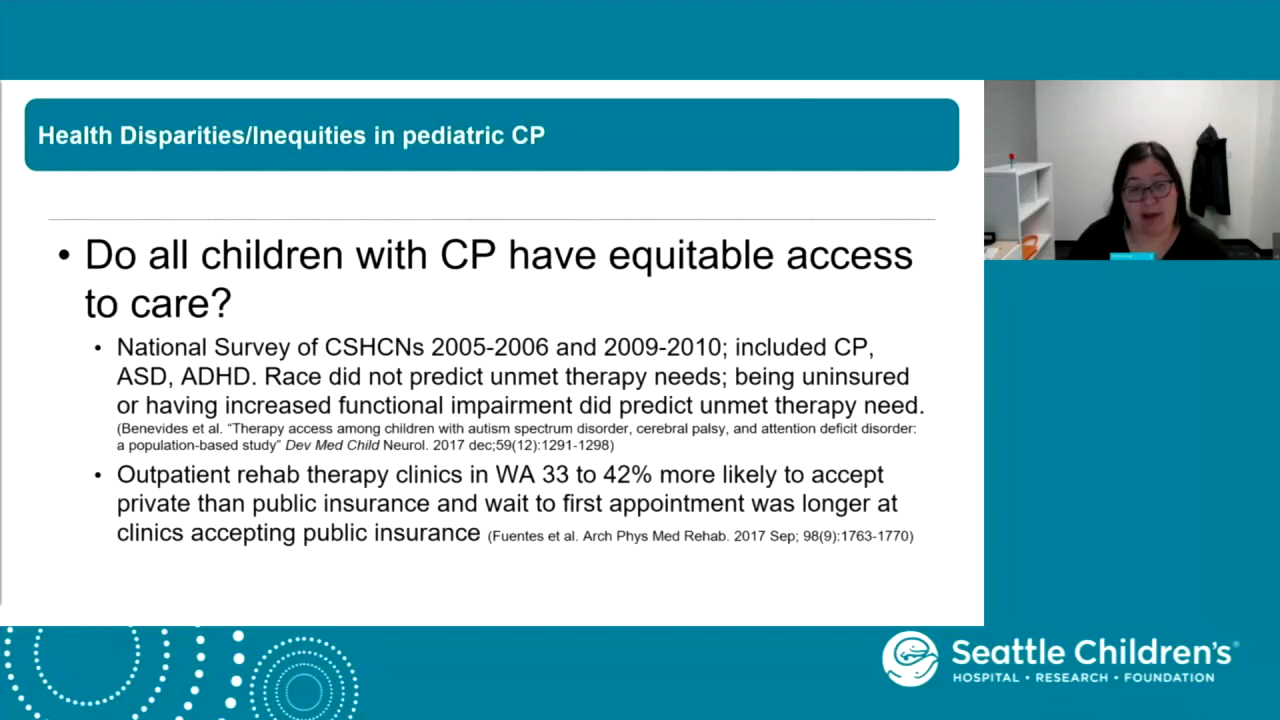 Health Disparities/Inequities in pediatric CP
• Do all children with CP have equitable access
to care?
• National Survey of CSHCNs 2005-2006 and 2009-2010; included CP,
ASD, ADHD. Race did not predict unmet therapy needs; being uninsured
or having increased functional impairment did predict unmet therapy need.
(Benevides et al. “Therapy access among children with autism spectrum disorder, cerebral palsy, and attention deficit disorder:
a population-based study” Dev Med Child Neurol. 2017 dec;59(12):1291-1298)
• Outpatient rehab therapy clinics in WA 33 to 42% more likely to accept
private than public insurance and wait to first appointment was longer at
clinics accepting public insurance (Fuentes et al. Arch Phys Med Rehab. 2017 Sep; 98(9):1763-1770)
Seattle Children's®
HOSPITAL • RESEARCH • FOUNDATION